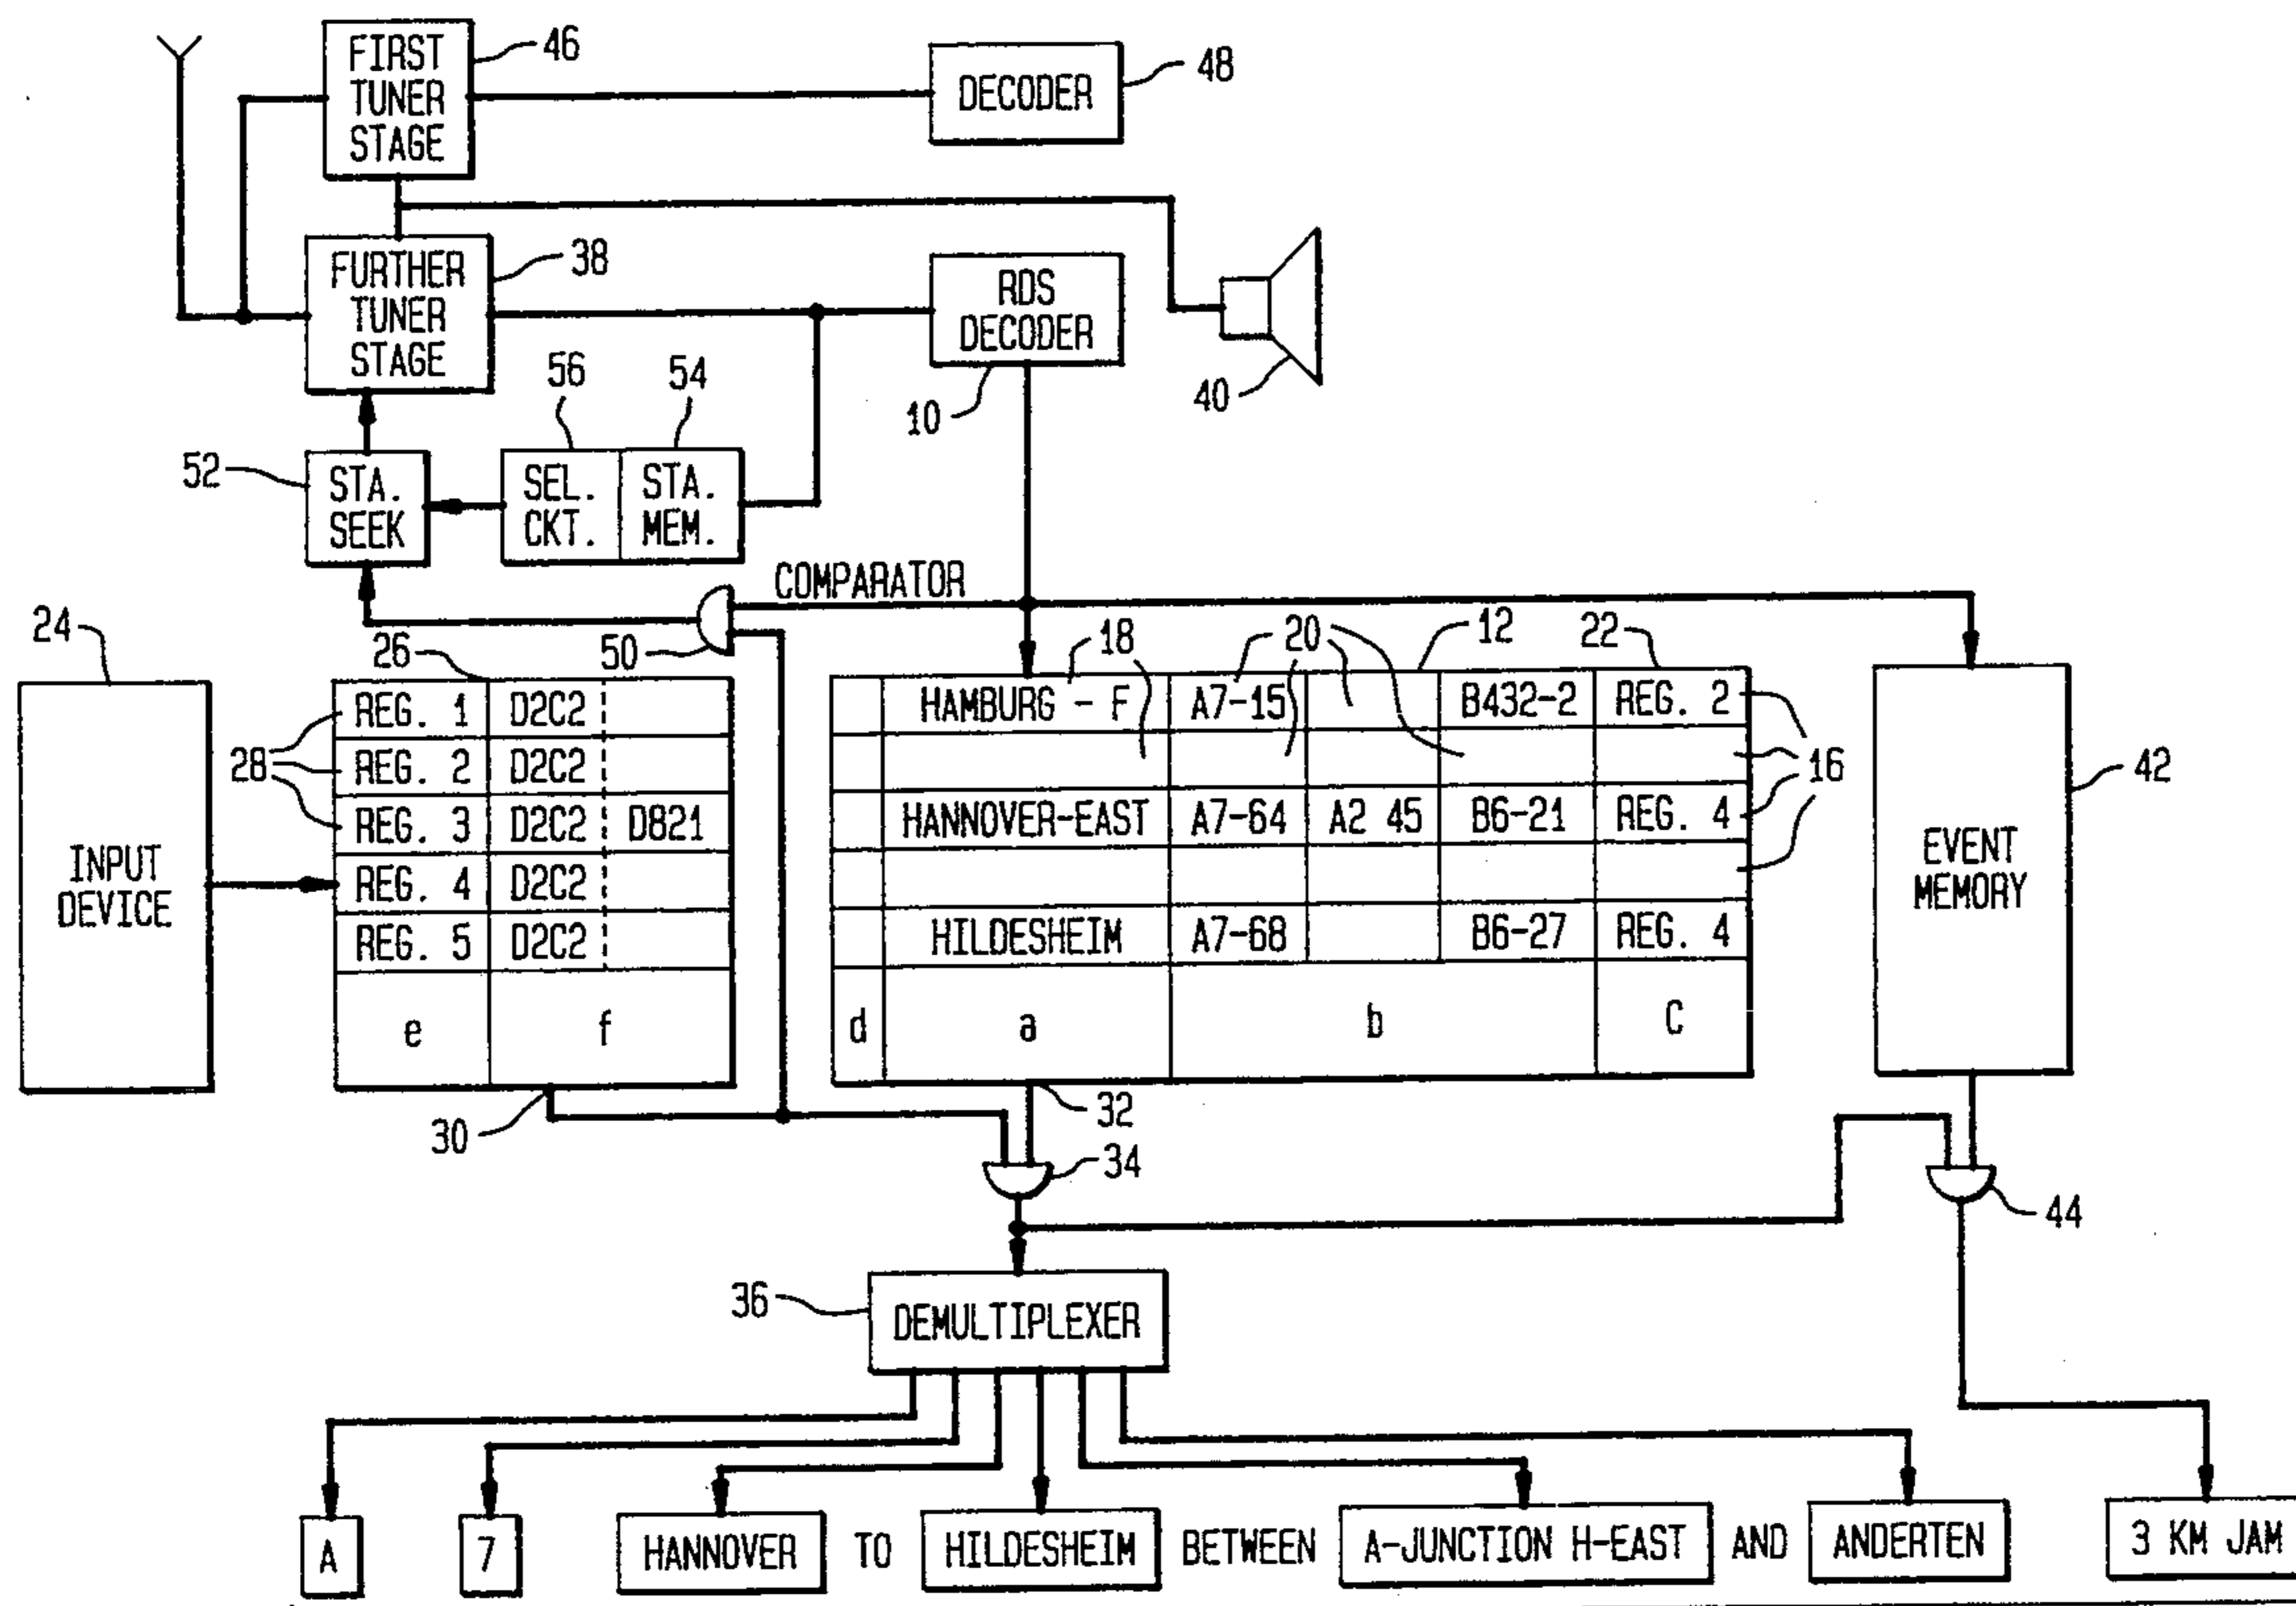 FIRST
TUNER
STAGE
46
DECODER
48
FURTHER
TUNER
STAGE
38
RDS
DECODER
10
40
56
54
52
STA.
SEEK
SEL.
CKT.
STA.
MEM.
COMPARATOR
50
24
INPUT
DEVICE
26
28
REG. 1 D2C2
REG. 2 D2C2
REG. 3 D2C2 D821
REG. 4 D2C2
REG. 5 D2C2
e f
30
18
20
12
22
HAMBURG - F A7-15 B432-2 REG. 2
HANNOVER-EAST A7-64 A2 45 B6-21 REG. 4
HILDESHEIM A7-68 B6-27 REG. 4
d a b c
16
32
EVENT
MEMORY
42
34
44
36
DEMULTIPLEXER
A 7 HANNOVER TO HILDESHEIM BETWEEN A-JUNCTION H-EAST AND ANDERTEN 3 KM JAM